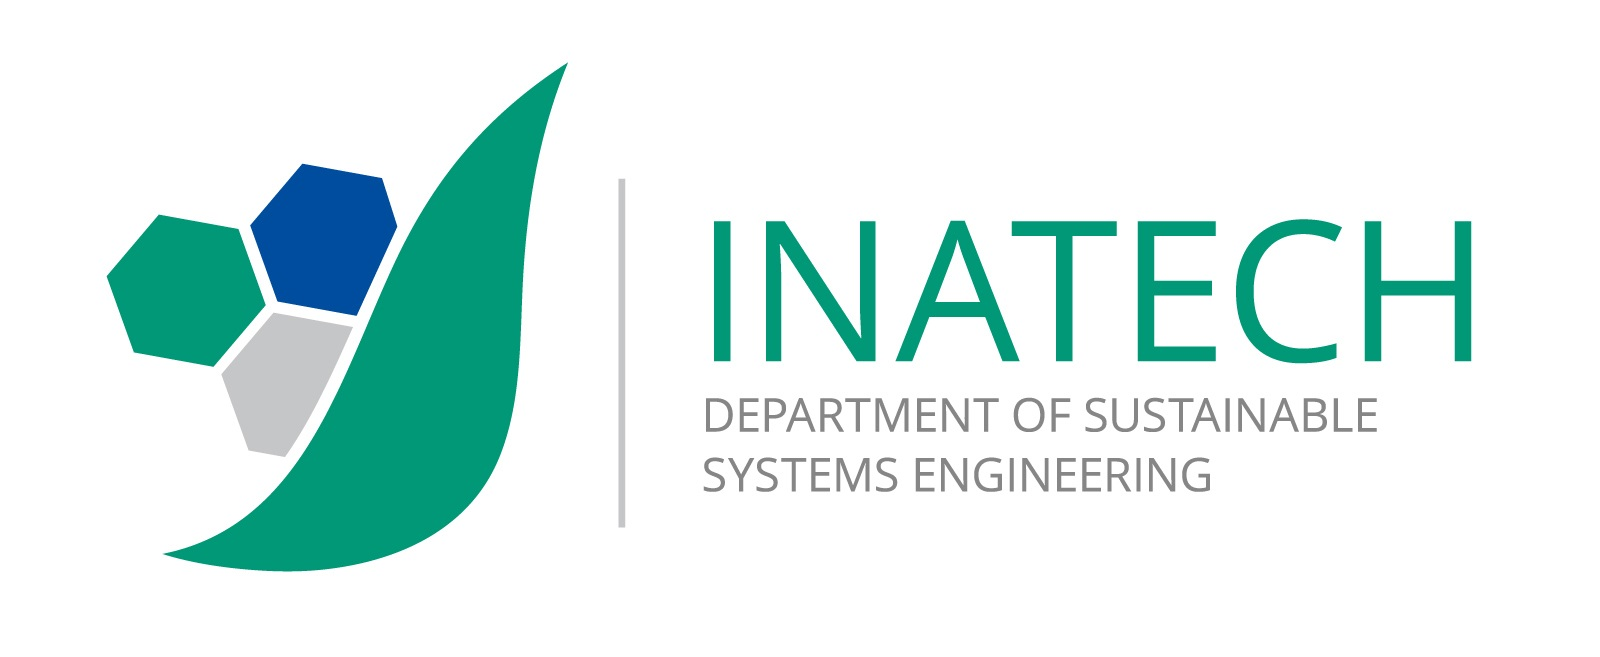 INATECH
DEPARTMENT OF SUSTAINABLE
SYSTEMS ENGINEERING